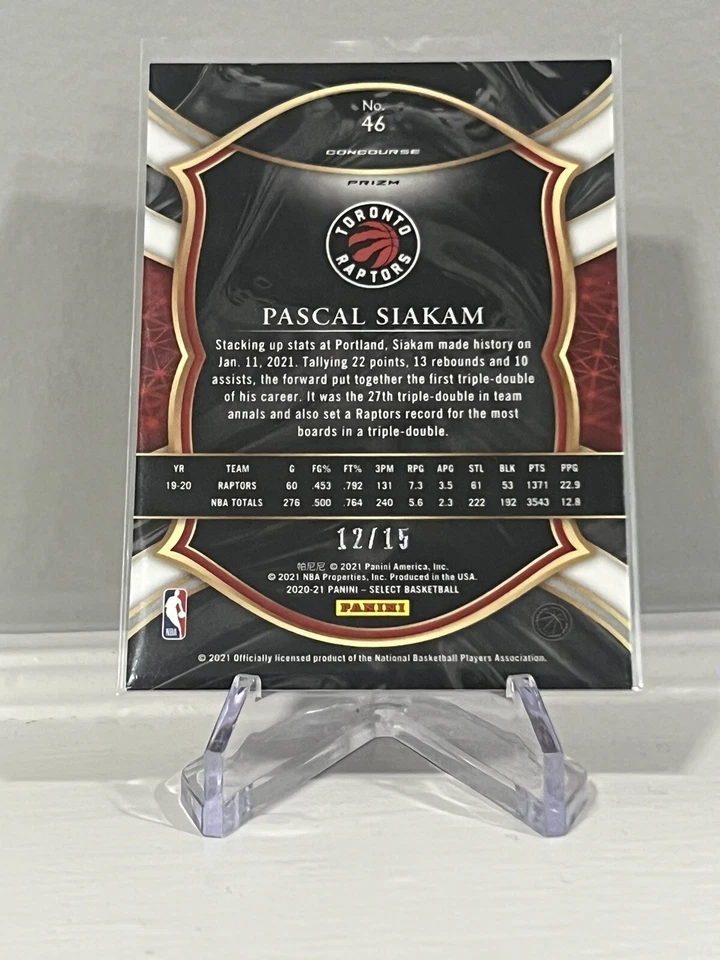 No.
46
CONCOURSE
PRIZM
TORONTO
RAPTORS
PASCAL SIAKAM
Stacking up stats at Portland, Siakam made history on
Jan. 11, 2021. Tallying 22 points, 13 rebounds and 10
assists, the forward put together the first triple-double
of his career. It was the 27th triple-double in team
annals and also set a Raptors record for the most
boards in a triple-double.
YR TEAM G FG% FT% 3PM RPG APG STL BLK PTS PPG
19-20 RAPTORS 60 .453 .792 131 7.3 3.5 61 53 1371 22.9
NBA TOTALS 276 .500 .764 240 5.6 2.3 222 192 3543 12.8
12/15
帕尼尼 © 2021 Panini America, Inc.
© 2021 NBA Properties, Inc. Produced in the USA.
2020-21 PANINI – SELECT BASKETBALL
PANINI
NBA
© 2021 Officially licensed product of the National Basketball Players Association.